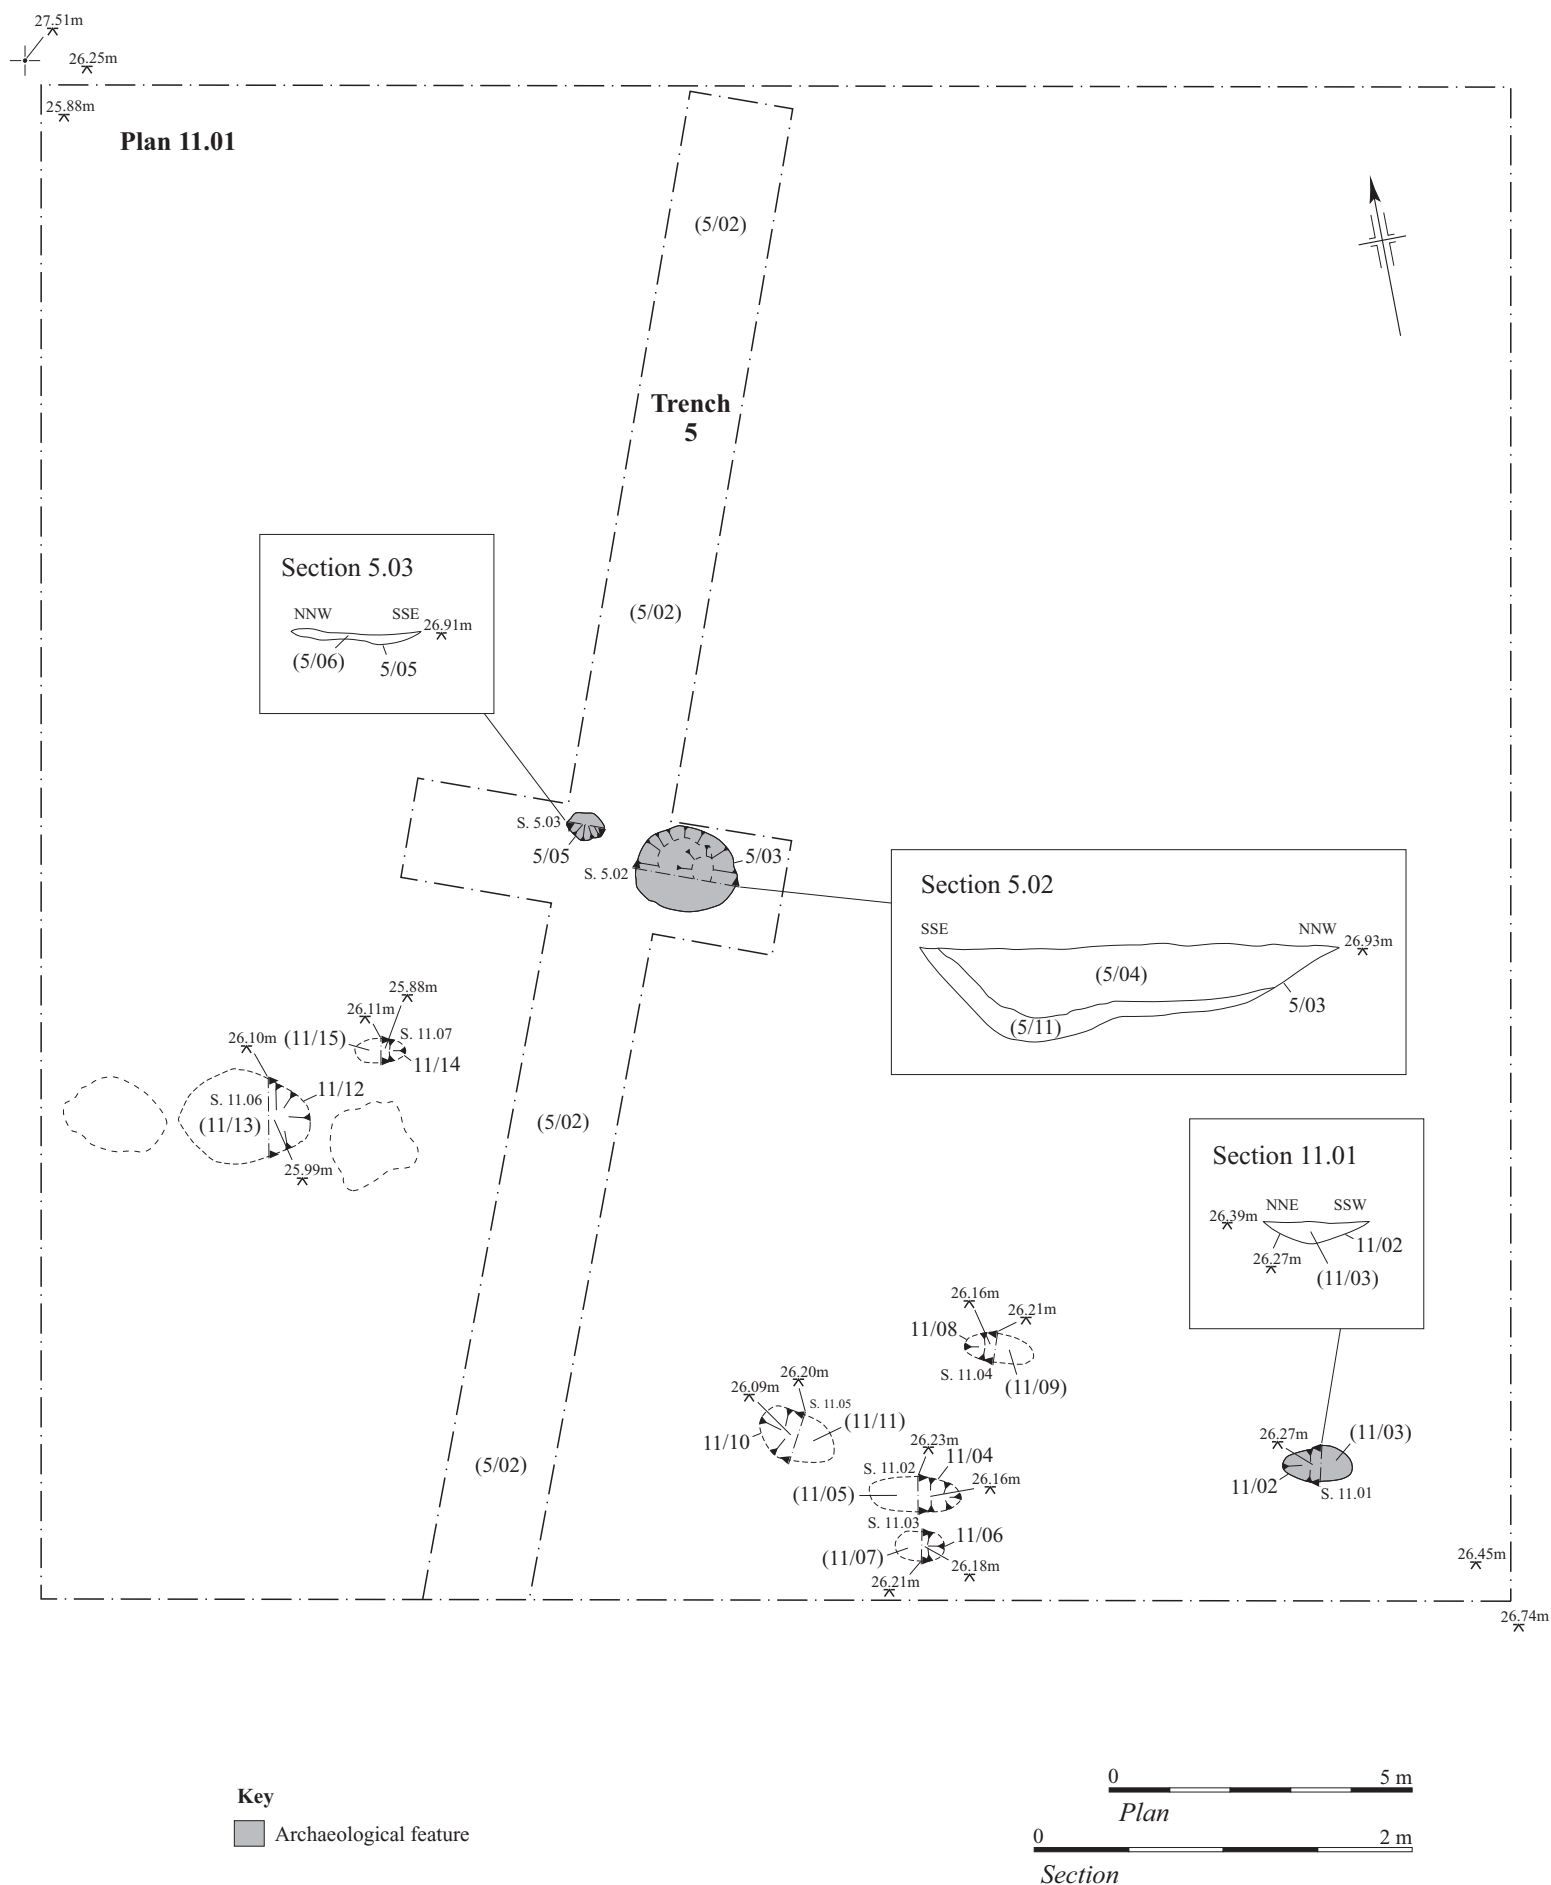 27.51m
26.25m
25.88m
Plan 11.01
(5/02)
Trench
5
Section 5.03
NNW SSE
26.91m
(5/06)
5/05
(5/02)
S. 5.03
5/05
5/03
S. 5.02
Section 5.02
SSE NNW
26.93m
(5/04)
5/03
(5/11)
25.88m
26.11m
S. 11.07
(11/15)
11/14
26.10m
11/12
S. 11.06
(11/13)
25.99m
(5/02)
Section 11.01
NNE SSW
26.39m
11/02
26.27m
(11/03)
26.16m
26.21m
11/08
S. 11.04
(11/09)
26.20m
26.09m
S. 11.05
(11/11)
11/10
26.23m
11/04
S. 11.02
26.16m
(11/05)
S. 11.03
11/06
(11/07)
26.18m
26.21m
(5/02)
26.27m
(11/03)
11/02
S. 11.01
26.45m
26.74m
Key
Archaeological feature
0 5 m
Plan
0 2 m
Section